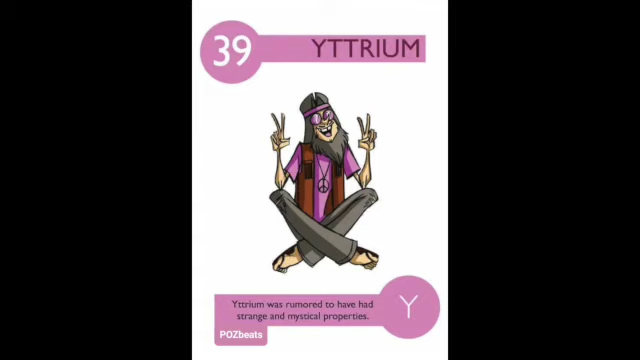 39
YTTRIUM
Yttrium was rumored to have had
strange and mystical properties.
Y
POZbeats